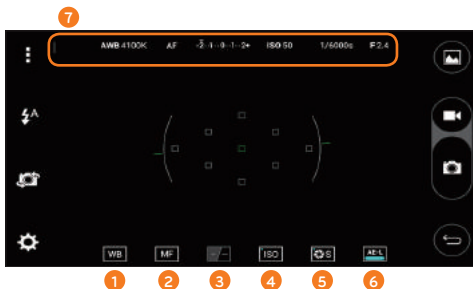 7
AWB 4100K AF -2··1··0··1··2+ ISO 50 1/6000s F2.4
A
WB MF +/- ISO S AE-L
1 2 3 4 5 6